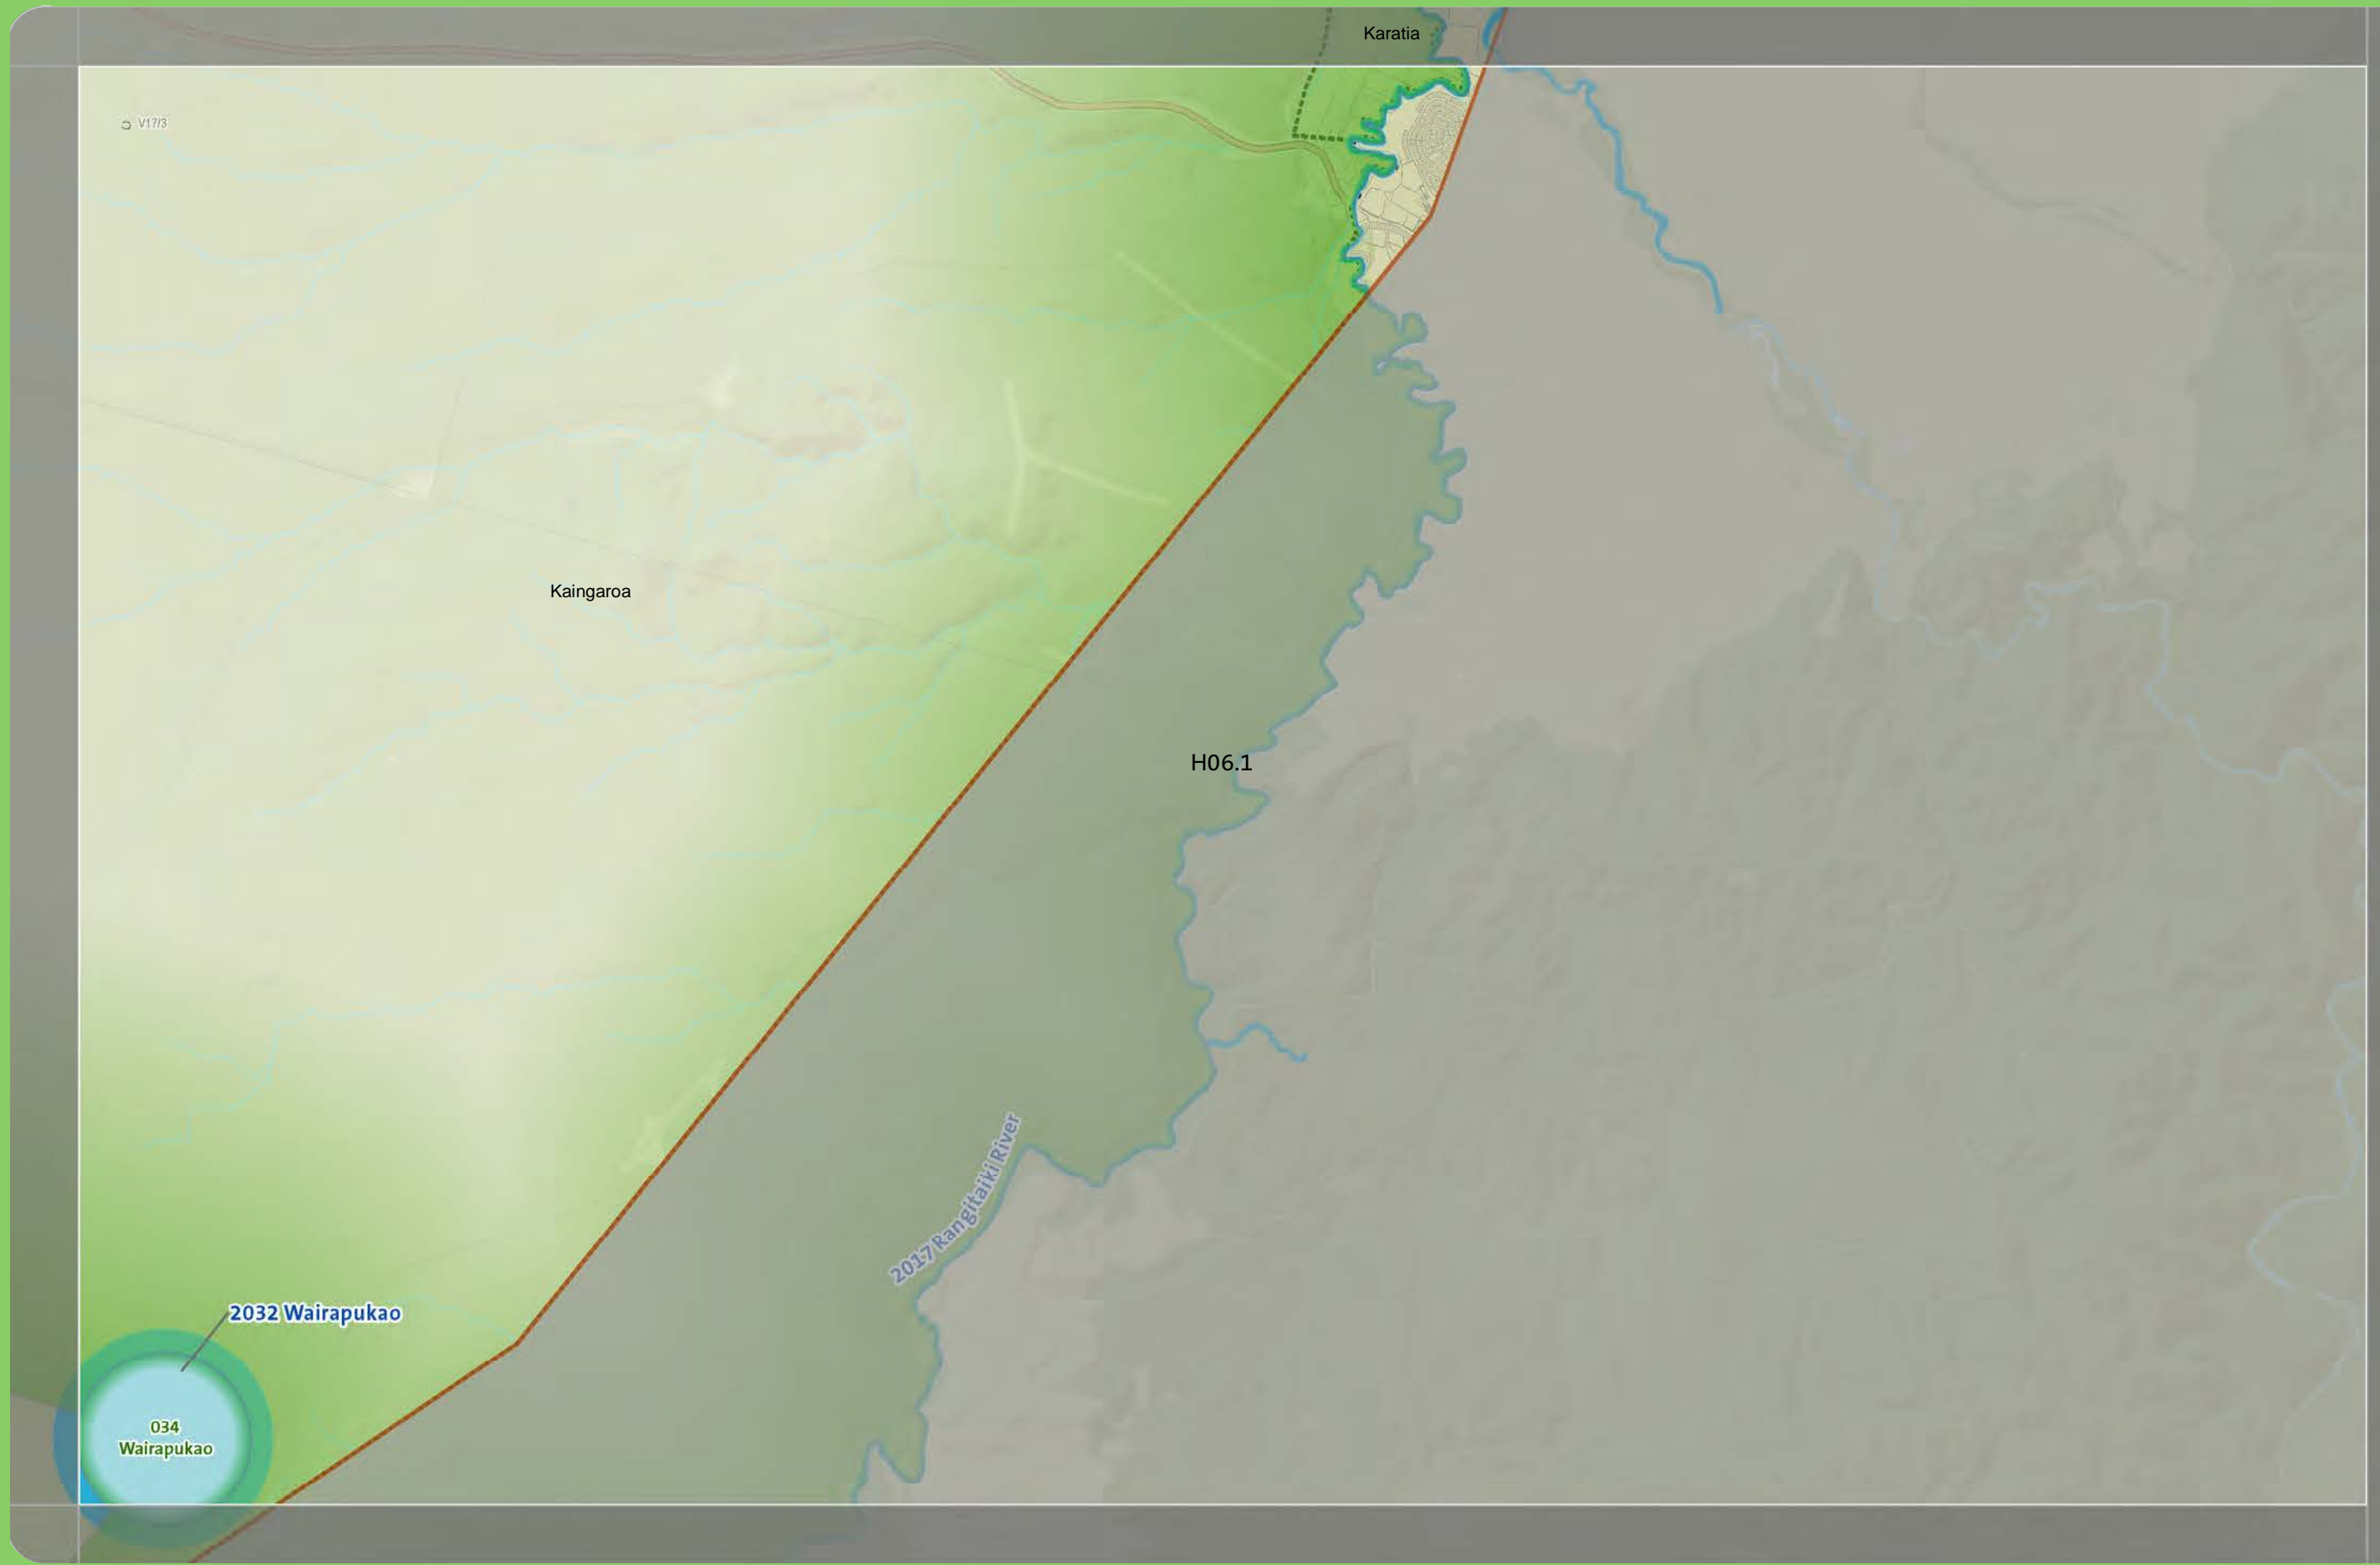 Karatia
V17/3
Kaingaroa
H06.1
2017 Rangitaiki River
2032 Wairapukao
034
Wairapukao